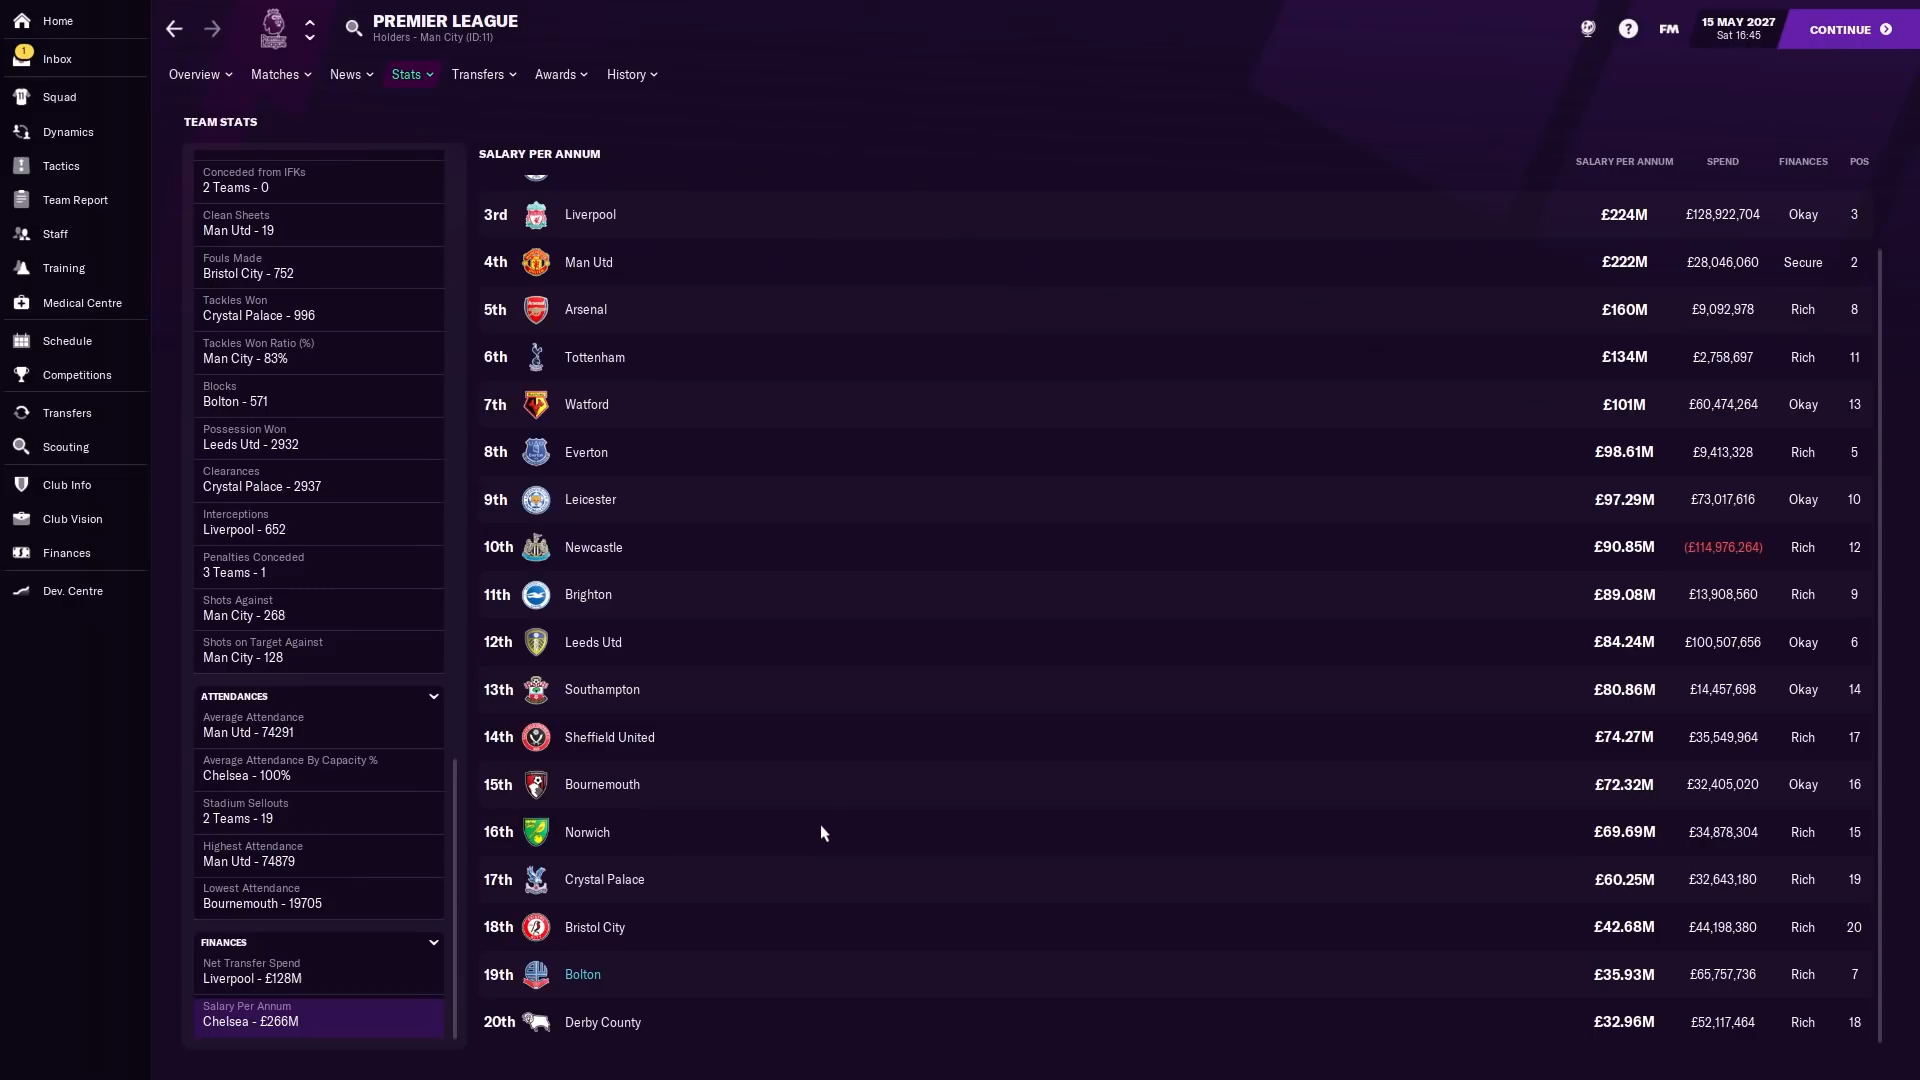 Home
PREMIER LEAGUE
Holders - Man City (ID:11)
15 MAY 2027
Sat 16:45
FM
CONTINUE
1
Inbox
Squad
Dynamics
Tactics
Team Report
Staff
Training
Medical Centre
Schedule
Competitions
Transfers
Scouting
Club Info
Club Vision
Finances
Dev. Centre
Overview Matches News Stats Transfers Awards History
TEAM STATS
Conceded from IFKs
2 Teams - 0
Clean Sheets
Man Utd - 19
Fouls Made
Bristol City - 752
Tackles Won
Crystal Palace - 996
Tackles Won Ratio (%)
Man City - 83%
Blocks
Bolton - 571
Possession Won
Leeds Utd - 2932
Clearances
Crystal Palace - 2937
Interceptions
Liverpool - 652
Penalties Conceded
3 Teams - 1
Shots Against
Man City - 268
Shots on Target Against
Man City - 128
ATTENDANCES
Average Attendance
Man Utd - 74291
Average Attendance By Capacity %
Chelsea - 100%
Stadium Sellouts
2 Teams - 19
Highest Attendance
Man Utd - 74879
Lowest Attendance
Bournemouth - 19705
FINANCES
Net Transfer Spend
Liverpool - £128M
Salary Per Annum
Chelsea - £266M
SALARY PER ANNUM
SALARY PER ANNUM SPEND FINANCES POS
3rd Liverpool £224M £128,922,704 Okay 3
4th Man Utd £222M £28,046,060 Secure 2
5th Arsenal £160M £9,092,978 Rich 8
6th Tottenham £134M £2,758,697 Rich 11
7th Watford £101M £60,474,264 Okay 13
8th Everton £98.61M £9,413,328 Rich 5
9th Leicester £97.29M £73,017,616 Okay 10
10th Newcastle £90.85M (£114,976,264) Rich 12
11th Brighton £89.08M £13,908,560 Rich 9
12th Leeds Utd £84.24M £100,507,656 Okay 6
13th Southampton £80.86M £14,457,698 Okay 14
14th Sheffield United £74.27M £35,549,964 Rich 17
15th Bournemouth £72.32M £32,405,020 Okay 16
16th Norwich £69.69M £34,878,304 Rich 15
17th Crystal Palace £60.25M £32,643,180 Rich 19
18th Bristol City £42.68M £44,198,380 Rich 20
19th Bolton £35.93M £65,757,736 Rich 7
20th Derby County £32.96M £52,117,464 Rich 18